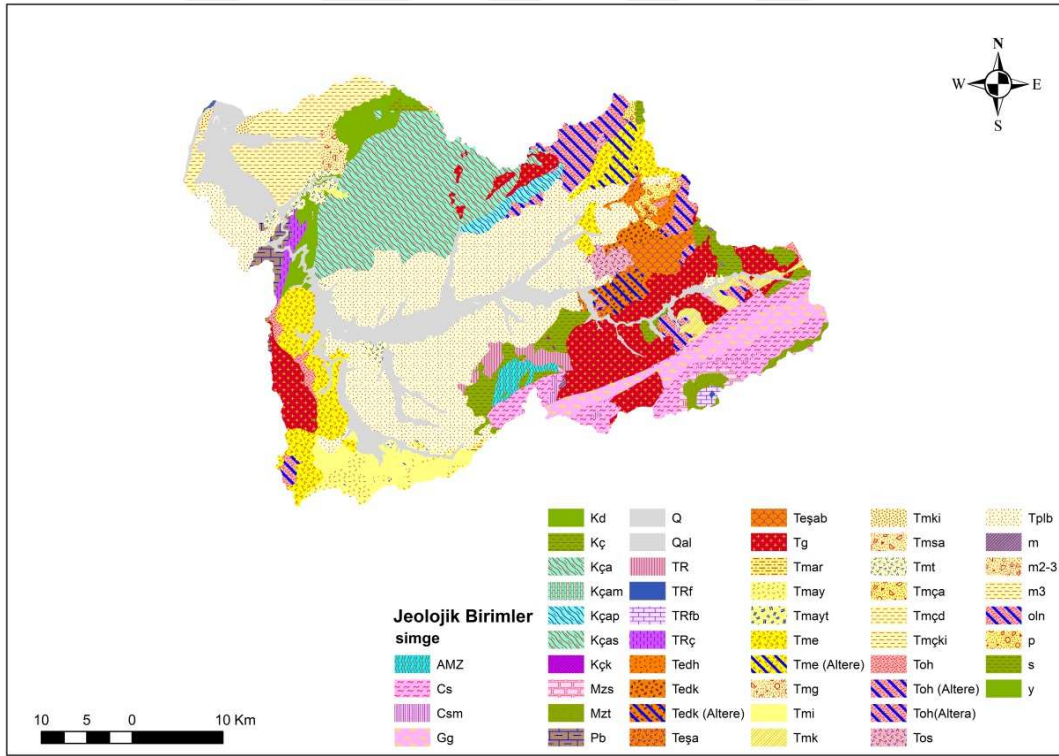 N
W E
S
Jeolojik Birimler
simge
AMZ
Cs
Csm
Gg
Kd
Kç
Kça
Kçam
Kçap
Kças
Kçk
Mzs
Mzt
Pb
Q
Qal
TR
TRf
TRfb
TRç
Tedh
Tedk
Tedk (Altere)
Teşa
Teşab
Tg
Tmar
Tmay
Tmayt
Tme
Tme (Altere)
Tmg
Tmi
Tmk
Tmki
Tmsa
Tmt
Tmça
Tmçd
Tmçki
Toh
Toh (Altere)
Toh(Altera)
Tos
Tplb
m
m2-3
m3
oln
p
s
y
10 5 0 10 Km